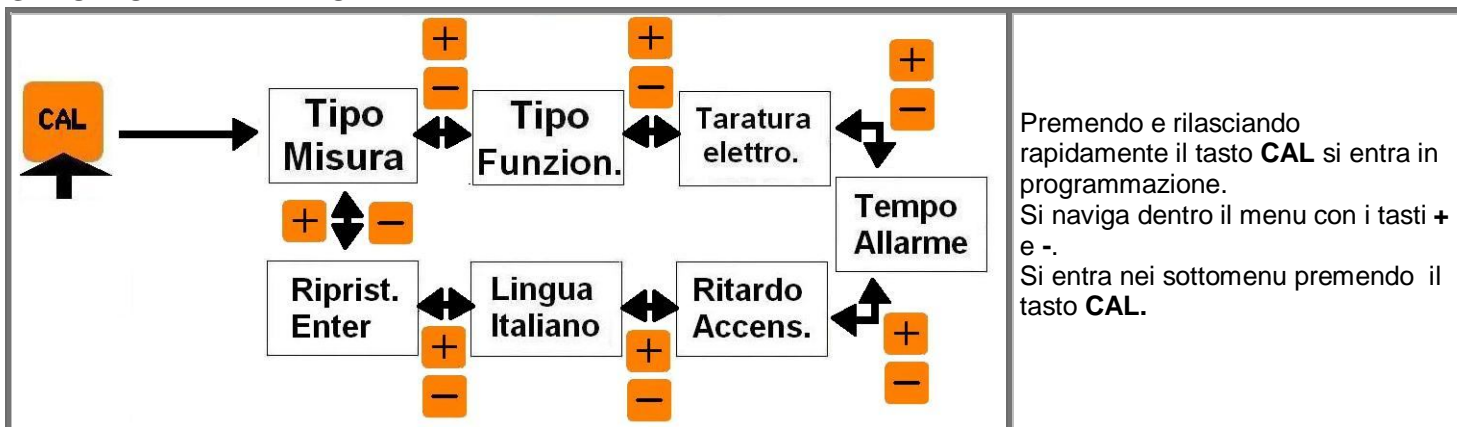 CAL
Tipo
Misura
+
-
Tipo
Funzion.
+
-
Taratura
elettro.
+
-
Tempo
Allarme
+
-
Ritardo
Accens.
+
-
Lingua
Italiano
+
-
Riprist.
Enter
+
-
Premendo e rilasciando
rapidamente il tasto CAL si entra in
programmazione.
Si naviga dentro il menu con i tasti +
e -.
Si entra nei sottomenu premendo il
tasto CAL.